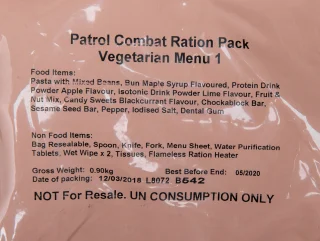 Patrol Combat Ration Pack
Vegetarian Menu 1
Food Items:
Pasta with Mixed Beans, Bun Maple Syrup Flavoured, Protein Drink
Powder Apple Flavour, Isotonic Drink Powder Lime Flavour, Fruit &
Nut Mix, Candy Sweets Blackcurrant Flavour, Chockablock Bar,
Sesame Seed Bar, Pepper, Iodised Salt, Dental Gum
Non Food Items:
Bag Resealable, Spoon, Knife, Fork, Menu Sheet, Water Purification
Tablets, Wet Wipe x 2, Tissues, Flameless Ration Heater
Gross Weight: 0.90kg Best Before End: 05/2020
Date of packing: 12/03/2018 L8072 B542
NOT For Resale. UN CONSUMPTION ONLY